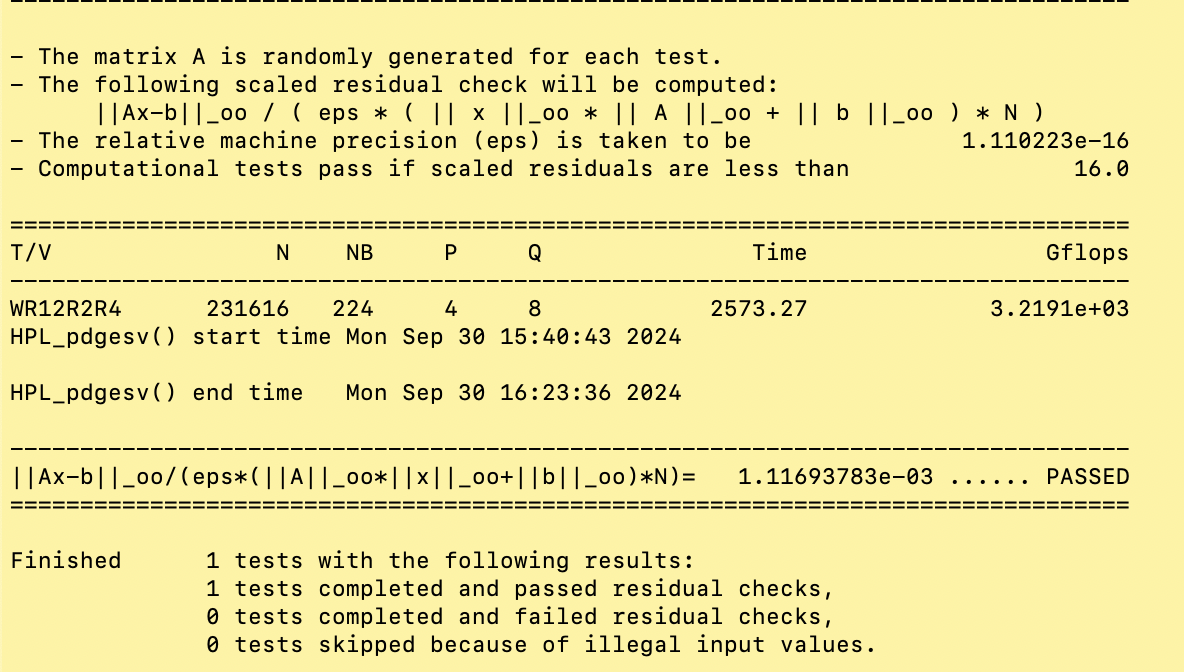 - The matrix A is randomly generated for each test.
- The following scaled residual check will be computed:
      ||Ax-b||_oo / ( eps * ( || x ||_oo * || A ||_oo + || b ||_oo ) * N )
- The relative machine precision (eps) is taken to be               1.110223e-16
- Computational tests pass if scaled residuals are less than                16.0
================================================================================
T/V                N    NB     P     Q               Time                 Gflops
--------------------------------------------------------------------------------
WR12R2R4      231616   224     4     8            2573.27             3.2191e+03
HPL_pdgesv() start time Mon Sep 30 15:40:43 2024
HPL_pdgesv() end time   Mon Sep 30 16:23:36 2024
--------------------------------------------------------------------------------
||Ax-b||_oo/(eps*(||A||_oo*||x||_oo+||b||_oo)*N)=   1.11693783e-03 ...... PASSED
================================================================================
Finished      1 tests with the following results:
              1 tests completed and passed residual checks,
              0 tests completed and failed residual checks,
              0 tests skipped because of illegal input values.